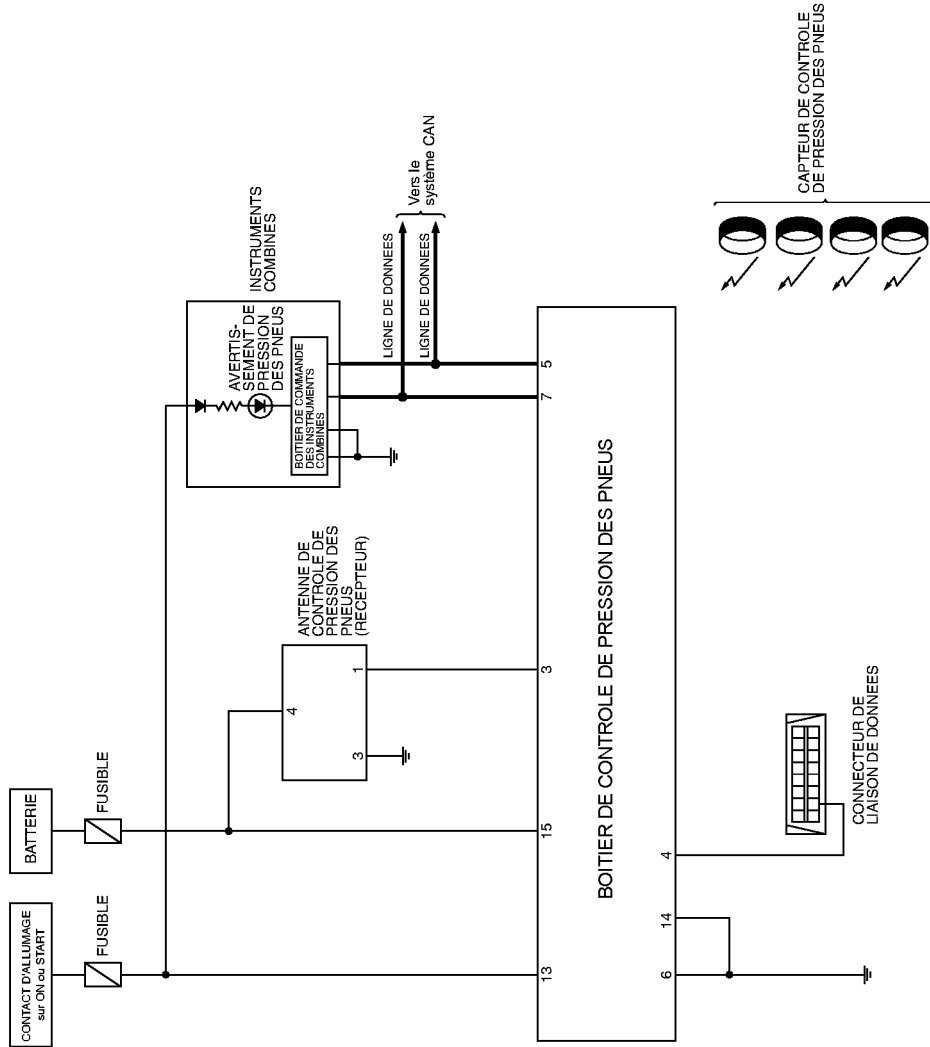 CONTACT D'ALLUMAGE
sur ON ou START
BATTERIE
FUSIBLE
FUSIBLE
ANTENNE DE
CONTROLE DE
PRESSION DES
PNEUS
(RECEPTEUR)
4
1
3
INSTRUMENTS
COMBINES
AVERTIS-
SEMENT DE
PRESSION
DES PNEUS
BOITIER DE COMMANDE
DES INSTRUMENTS
COMBINES
LIGNE DE DONNEES
LIGNE DE DONNEES
Vers le
système CAN
13
15
3
7
5
BOITIER DE CONTROLE DE PRESSION DES PNEUS
6
14
4
CONNECTEUR DE
LIAISON DE DONNEES
CAPTEUR DE CONTROLE
DE PRESSION DES PNEUS